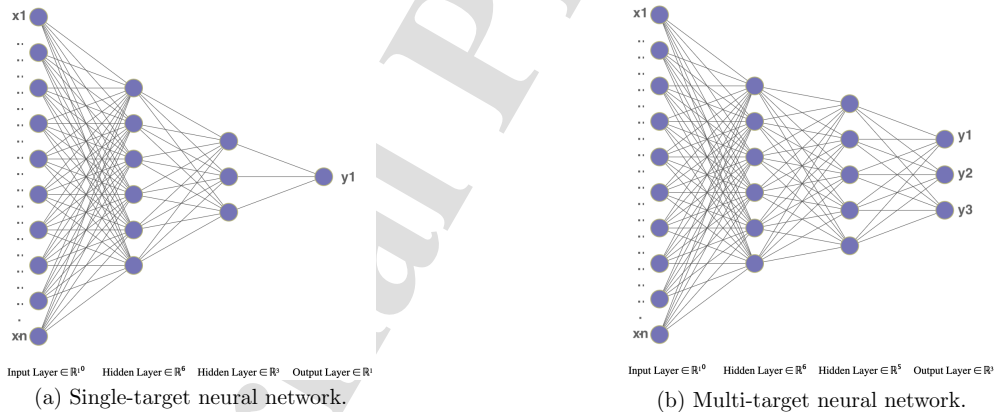 x1
xn
y1
Input Layer ∈ ℝ¹⁰ Hidden Layer ∈ ℝ⁶ Hidden Layer ∈ ℝ³ Output Layer ∈ ℝ¹
(a) Single-target neural network.
x1
xn
y1
y2
y3
Input Layer ∈ ℝ¹⁰ Hidden Layer ∈ ℝ⁶ Hidden Layer ∈ ℝ⁵ Output Layer ∈ ℝ³
(b) Multi-target neural network.